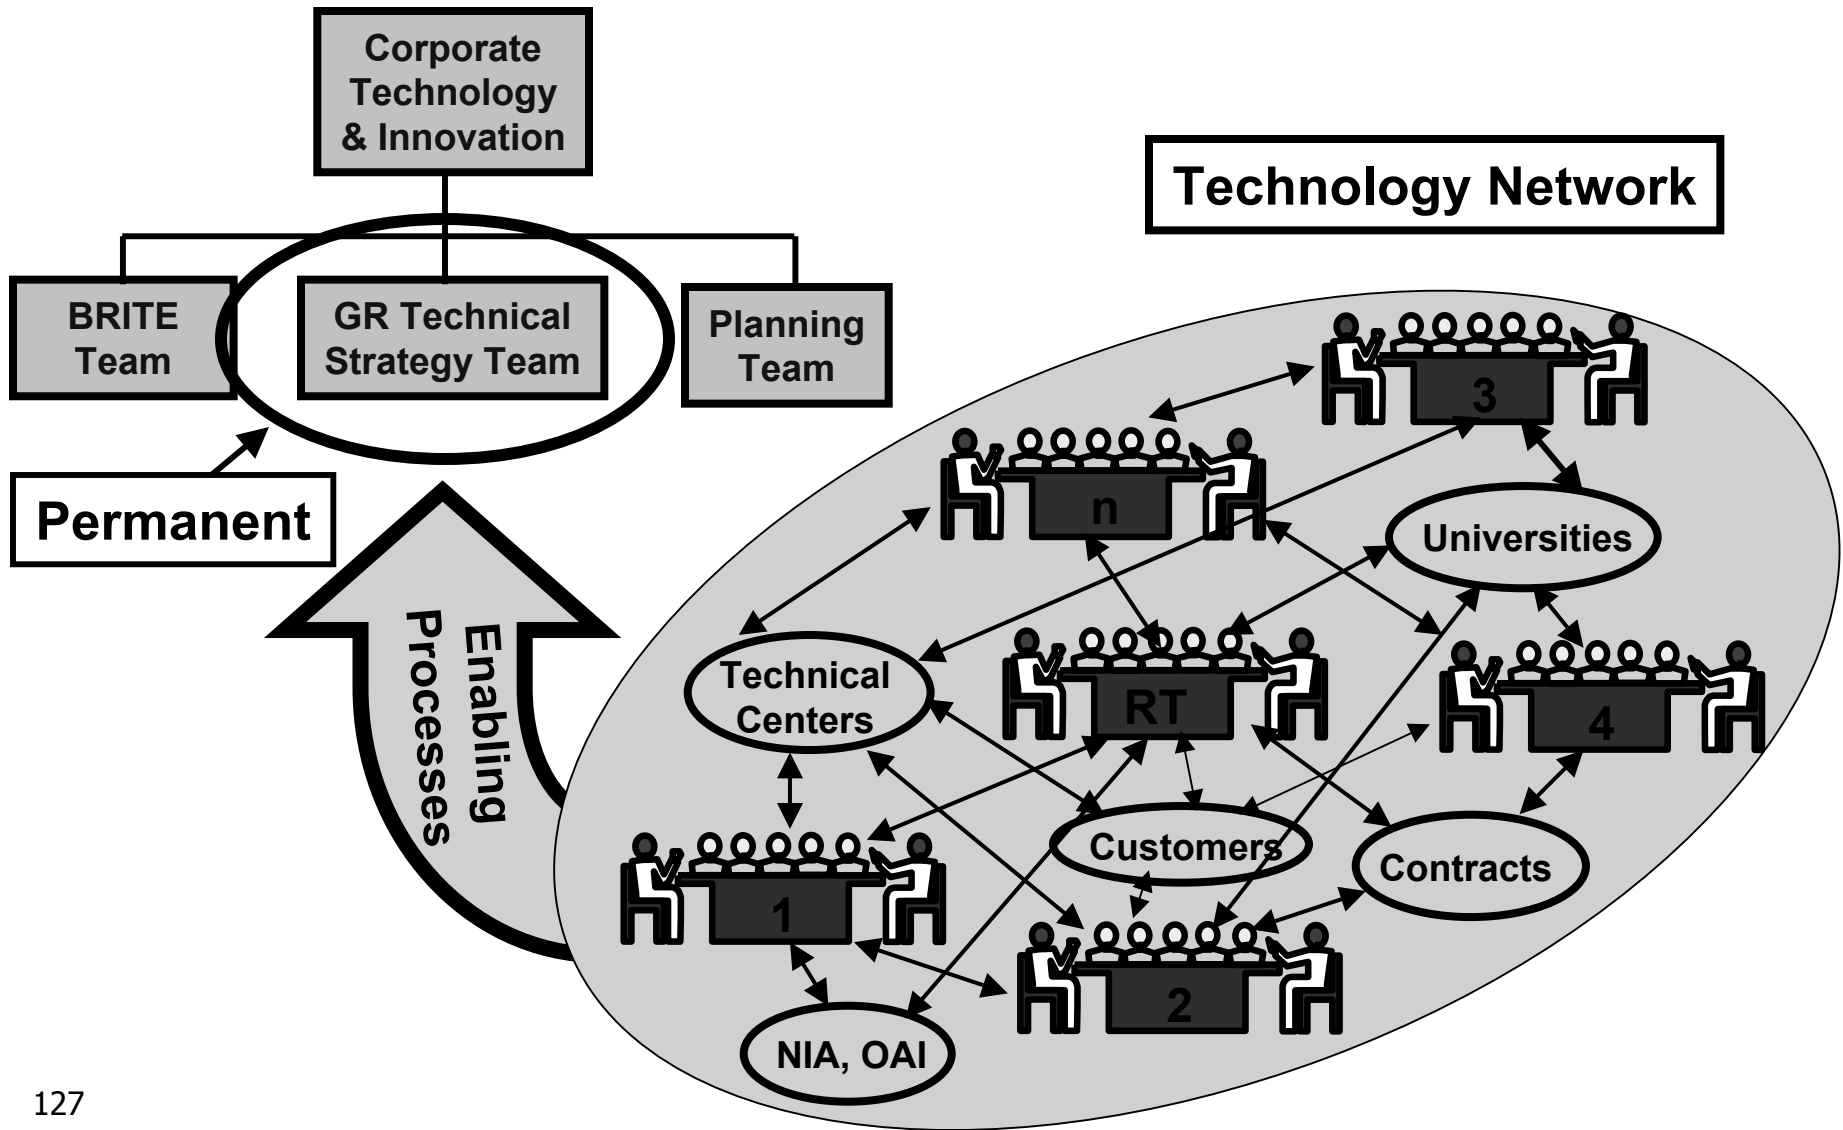 Corporate
Technology
& Innovation
Technology Network
BRITE
Team
GR Technical
Strategy Team
Planning
Team
Permanent
Enabling
Processes
3
n
Universities
Technical
Centers
RT
4
Customers
Contracts
1
2
NIA, OAI
127